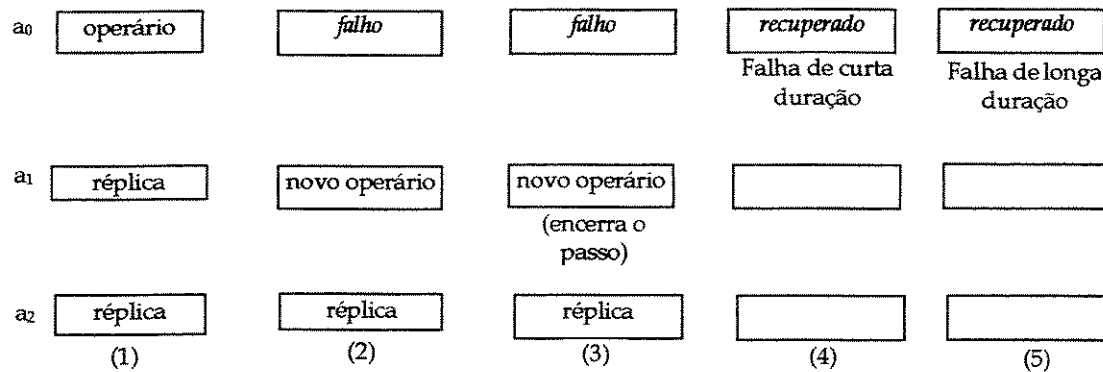 a₀ operário falho falho recuperado recuperado
Falha de curta duração Falha de longa duração
a₁ réplica novo operário novo operário
(encerra o passo)
a₂ réplica réplica réplica
(1) (2) (3) (4) (5)